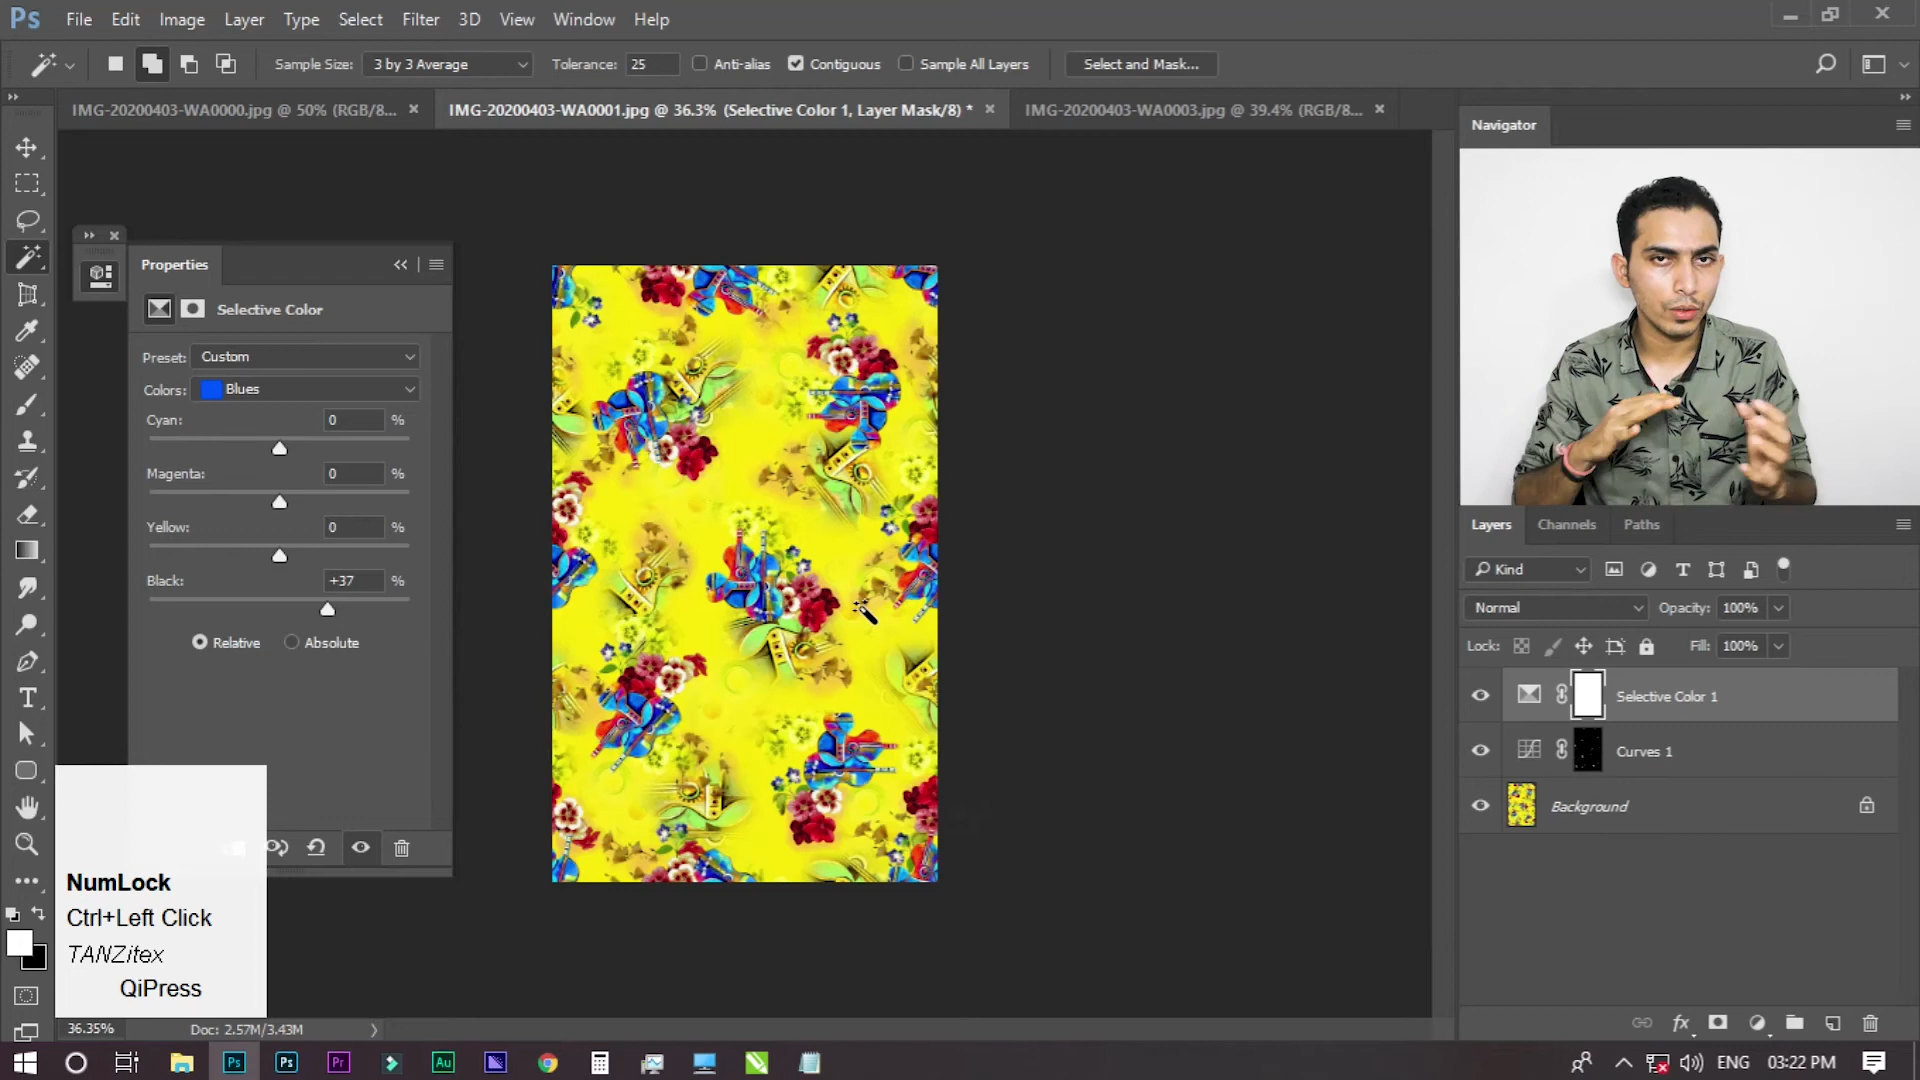 Ps File Edit Image Layer Type Select Filter 3D View Window Help
Sample Size: 3 by 3 Average Tolerance: 25 Anti-alias Contiguous Sample All Layers Select and Mask...
IMG-20200403-WA0000.jpg @ 50% (RGB/8... × IMG-20200403-WA0001.jpg @ 36.3% (Selective Color 1, Layer Mask/8) * × IMG-20200403-WA0003.jpg @ 39.4% (RGB/8... ×
Navigator
Properties
Selective Color
Preset: Custom
Colors: Blues
Cyan: 0 %
Magenta: 0 %
Yellow: 0 %
Black: +37 %
Relative Absolute
Layers Channels Paths
Kind
Normal Opacity: 100%
Lock: Fill: 100%
Selective Color 1
Curves 1
Background
NumLock
Ctrl+Left Click
TANZitex
QiPress
36.35% Doc: 2.57M/3.43M
Ps Ps Pr Au ENG 03:22 PM